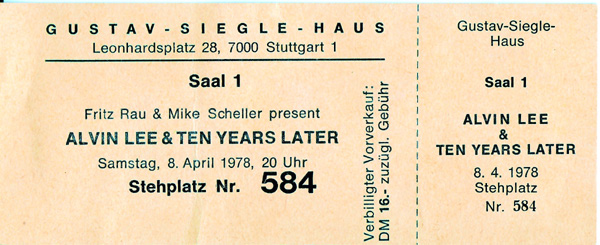 GUSTAV-SIEGLE-HAUS
Leonhardsplatz 28, 7000 Stuttgart 1
Saal 1
Fritz Rau & Mike Scheller present
ALVIN LEE & TEN YEARS LATER
Samstag, 8. April 1978, 20 Uhr
Stehplatz Nr. 584
Verbilligter Vorverkauf:
DM 16.- zuzügl. Gebühr
Gustav-Siegle-
Haus
Saal 1
ALVIN LEE
&
TEN YEARS LATER
8. 4. 1978
Stehplatz
Nr. 584